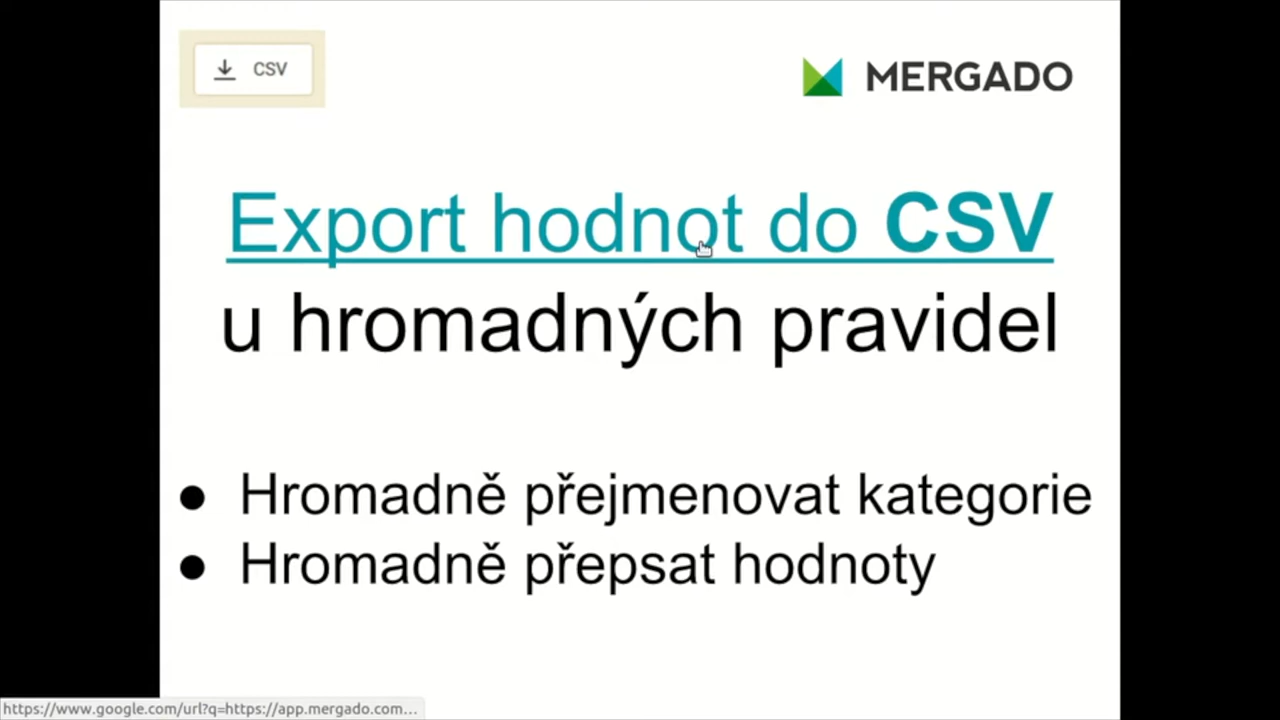 CSV
MERGADO
Export hodnot do CSV
u hromadných pravidel
● Hromadně přejmenovat kategorie
● Hromadně přepsat hodnoty
https://www.google.com/url?q=https://app.mergado.com...